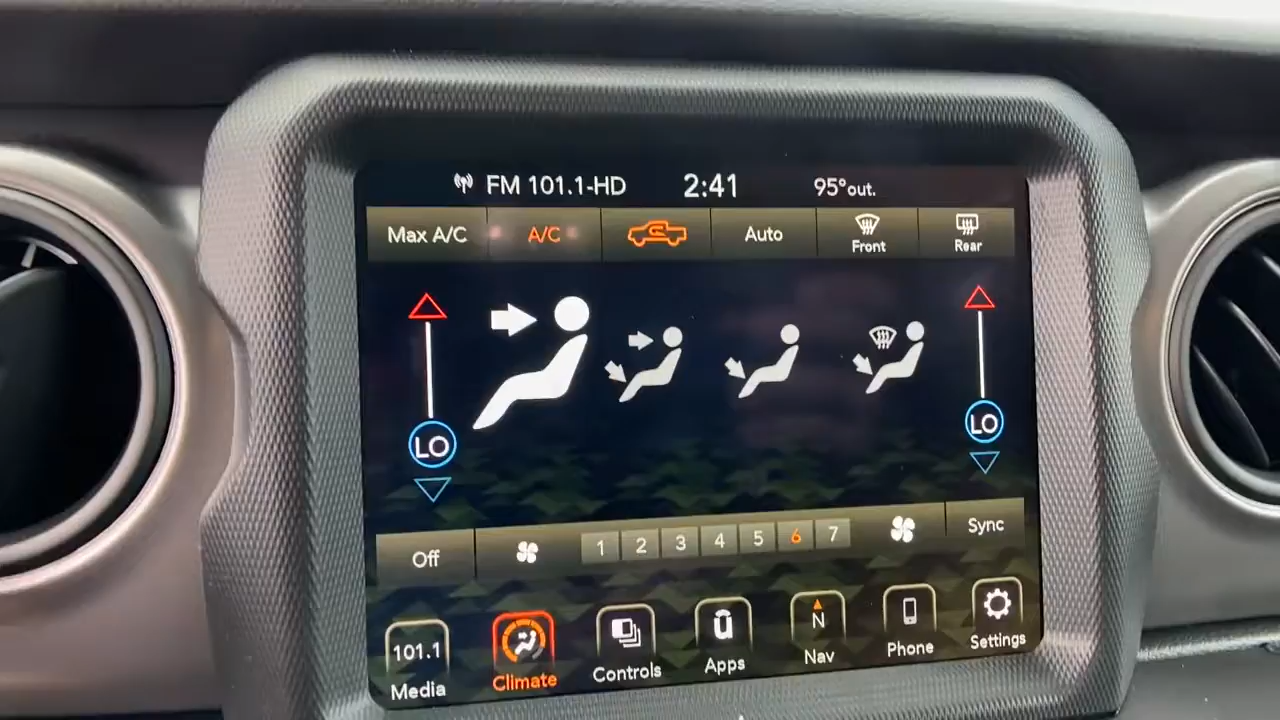 FM 101.1-HD 2:41 95°out.
Max A/C A/C Auto Front Rear
LO LO
Off 1 2 3 4 5 6 7 Sync
101.1 N
Media Climate Controls Apps Nav Phone Settings